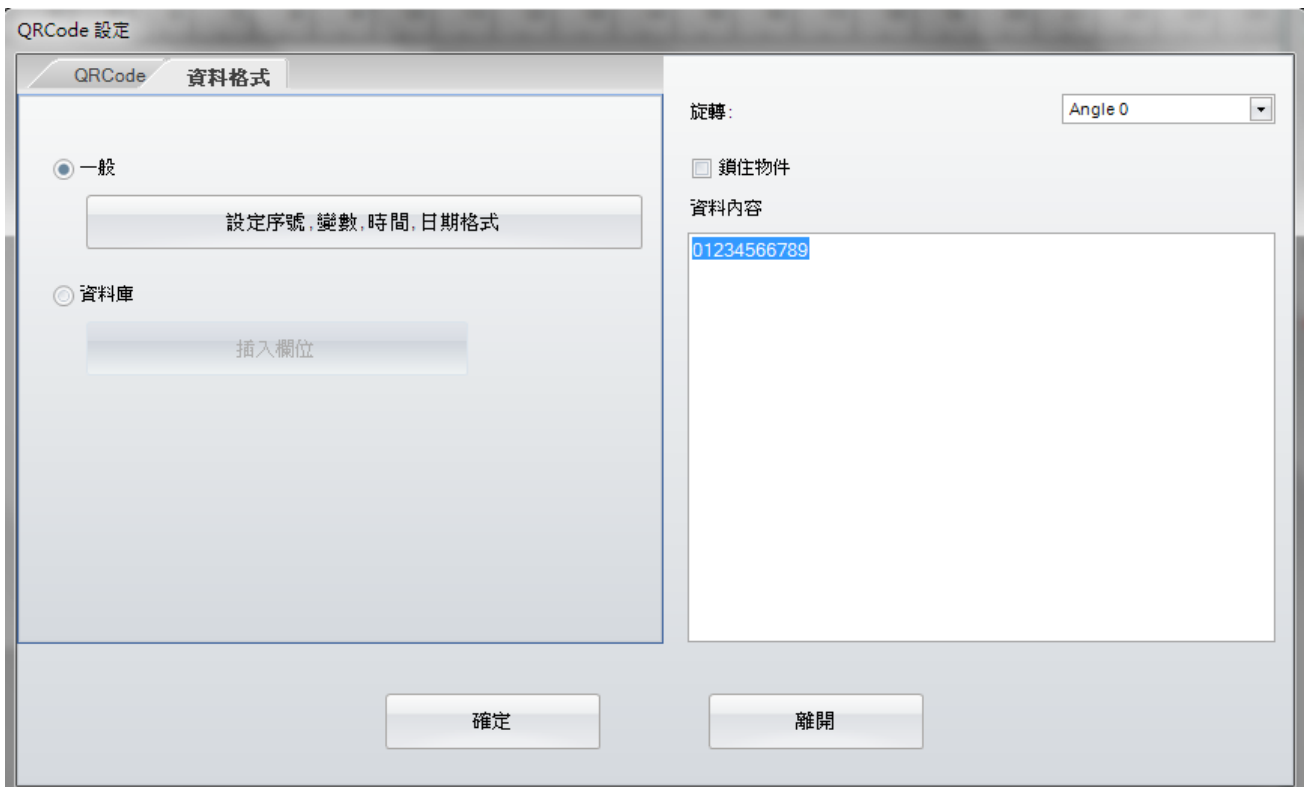 QRCode 設定
QRCode
資料格式
旋轉:
Angle 0
一般
鎖住物件
設定序號,變數,時間,日期格式
資料內容
01234566789
資料庫
插入欄位
確定
離開